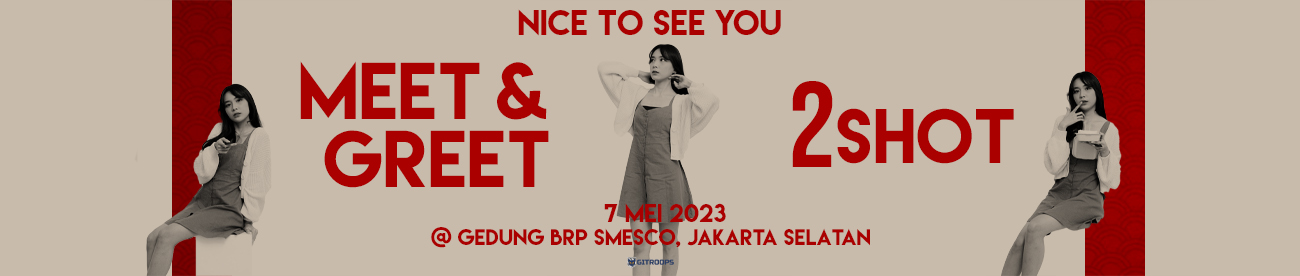 NICE TO SEE YOU
MEET &
GREET
2SHOT
7 MEI 2023
@ GEDUNG BRP SMESCO, JAKARTA SELATAN
GITROOPS